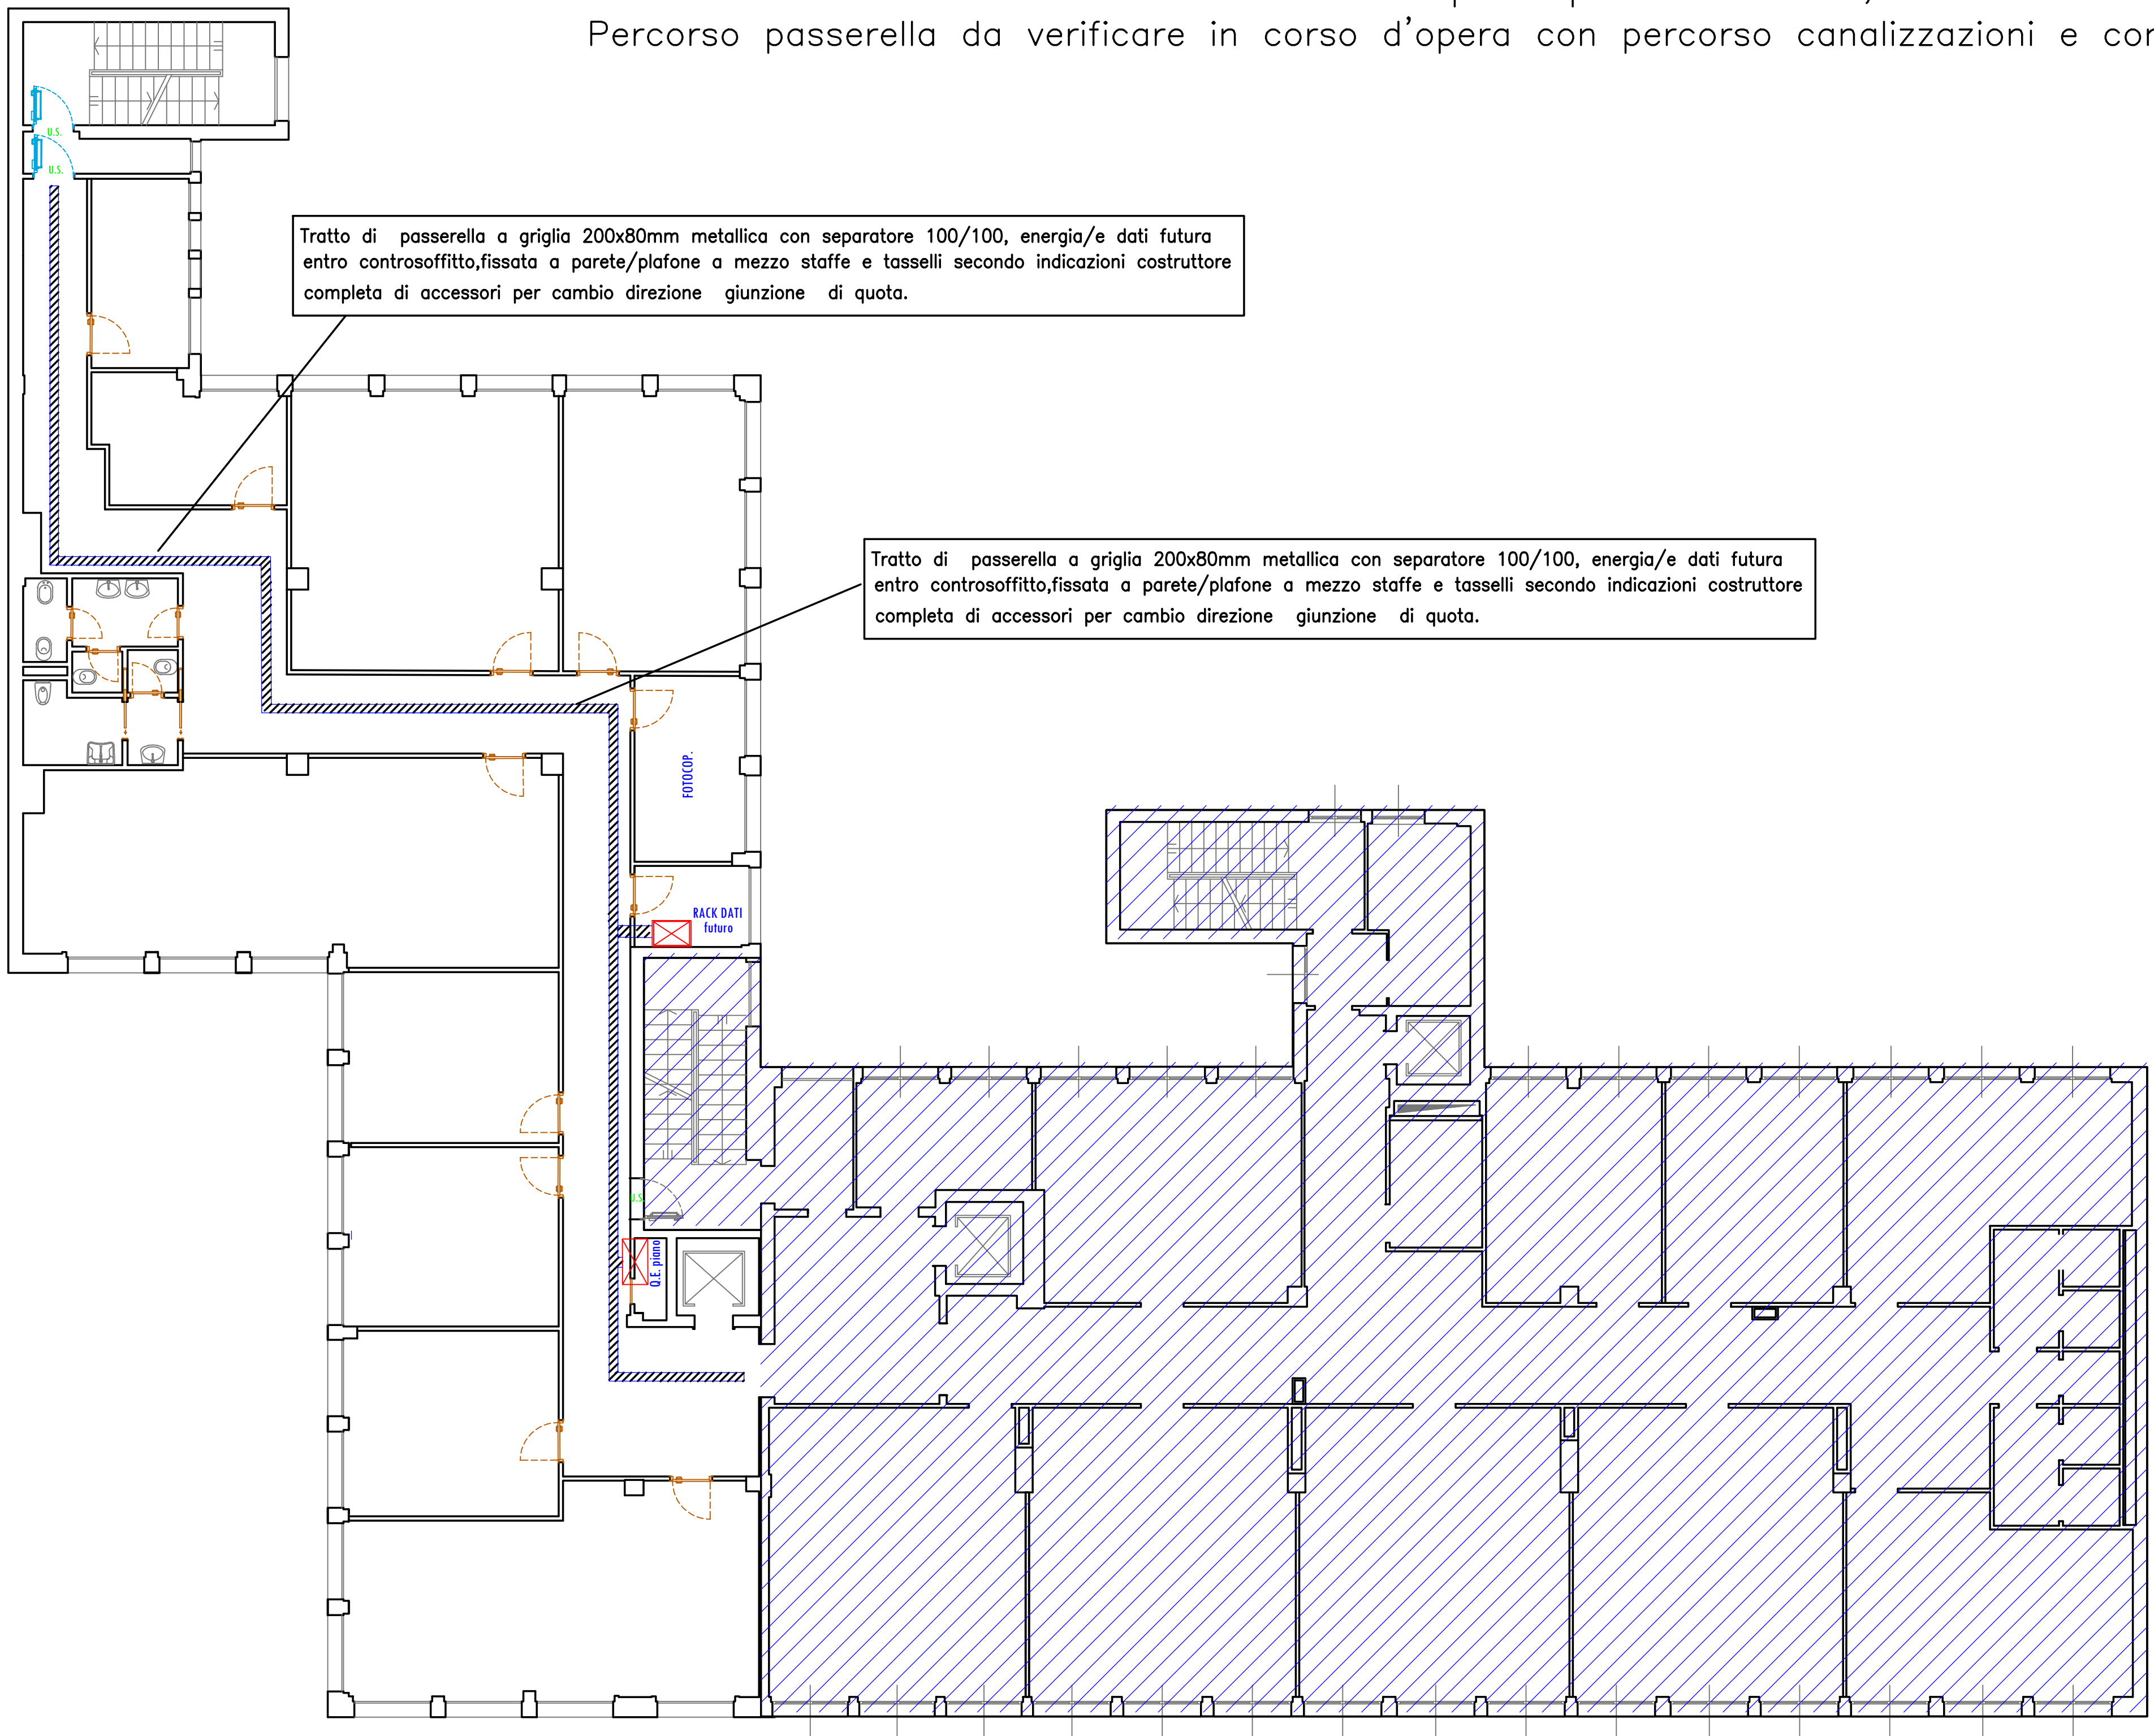 Percorso passerella da verificare in corso d'opera con percorso canalizzazioni e
U.S.
U.S.
Tratto di passerella a griglia 200x80mm metallica con separatore 100/100, energia/e dati futura
entro controsoffitto,fissata a parete/plafone a mezzo staffe e tasselli secondo indicazioni costruttore
completa di accessori per cambio direzione giunzione di quota.
Tratto di passerella a griglia 200x80mm metallica con separatore 100/100, energia/e dati futura
entro controsoffitto,fissata a parete/plafone a mezzo staffe e tasselli secondo indicazioni costruttore
completa di accessori per cambio direzione giunzione di quota.
FOTOCOP.
RACK DATI
futuro
U.S.
Q.E. piano